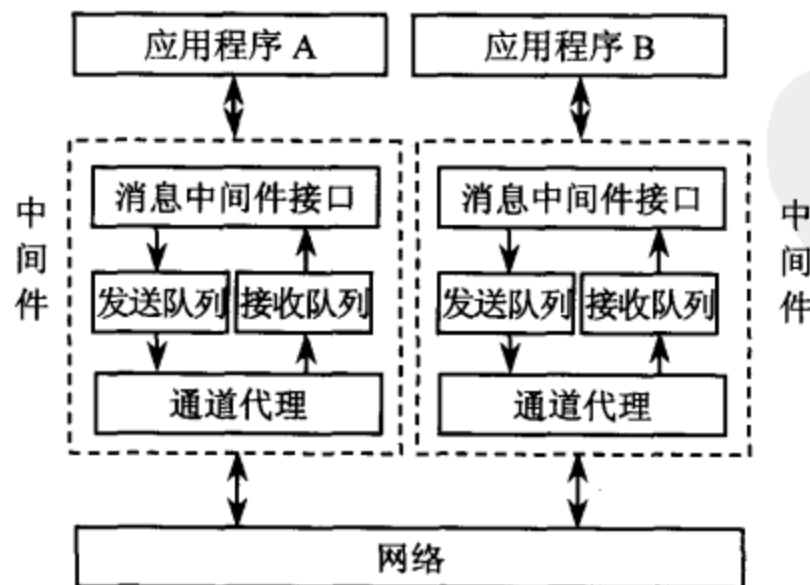 应用程序 A
应用程序 B
中间件
消息中间件接口
发送队列
接收队列
通道代理
消息中间件接口
发送队列
接收队列
通道代理
中间件
网络